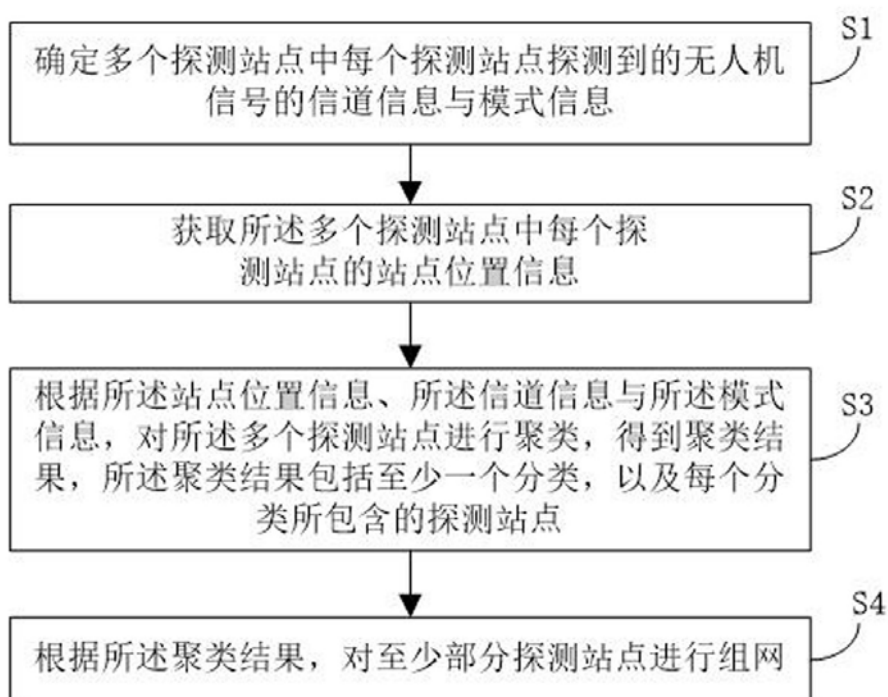 确定多个探测站点中每个探测站点探测到的无人机
信号的信道信息与模式信息
S1
获取所述多个探测站点中每个探
测站点的站点位置信息
S2
根据所述站点位置信息、所述信道信息与所述模式
信息，对所述多个探测站点进行聚类，得到聚类结
果，所述聚类结果包括至少一个分类，以及每个分
类所包含的探测站点
S3
根据所述聚类结果，对至少部分探测站点进行组网
S4